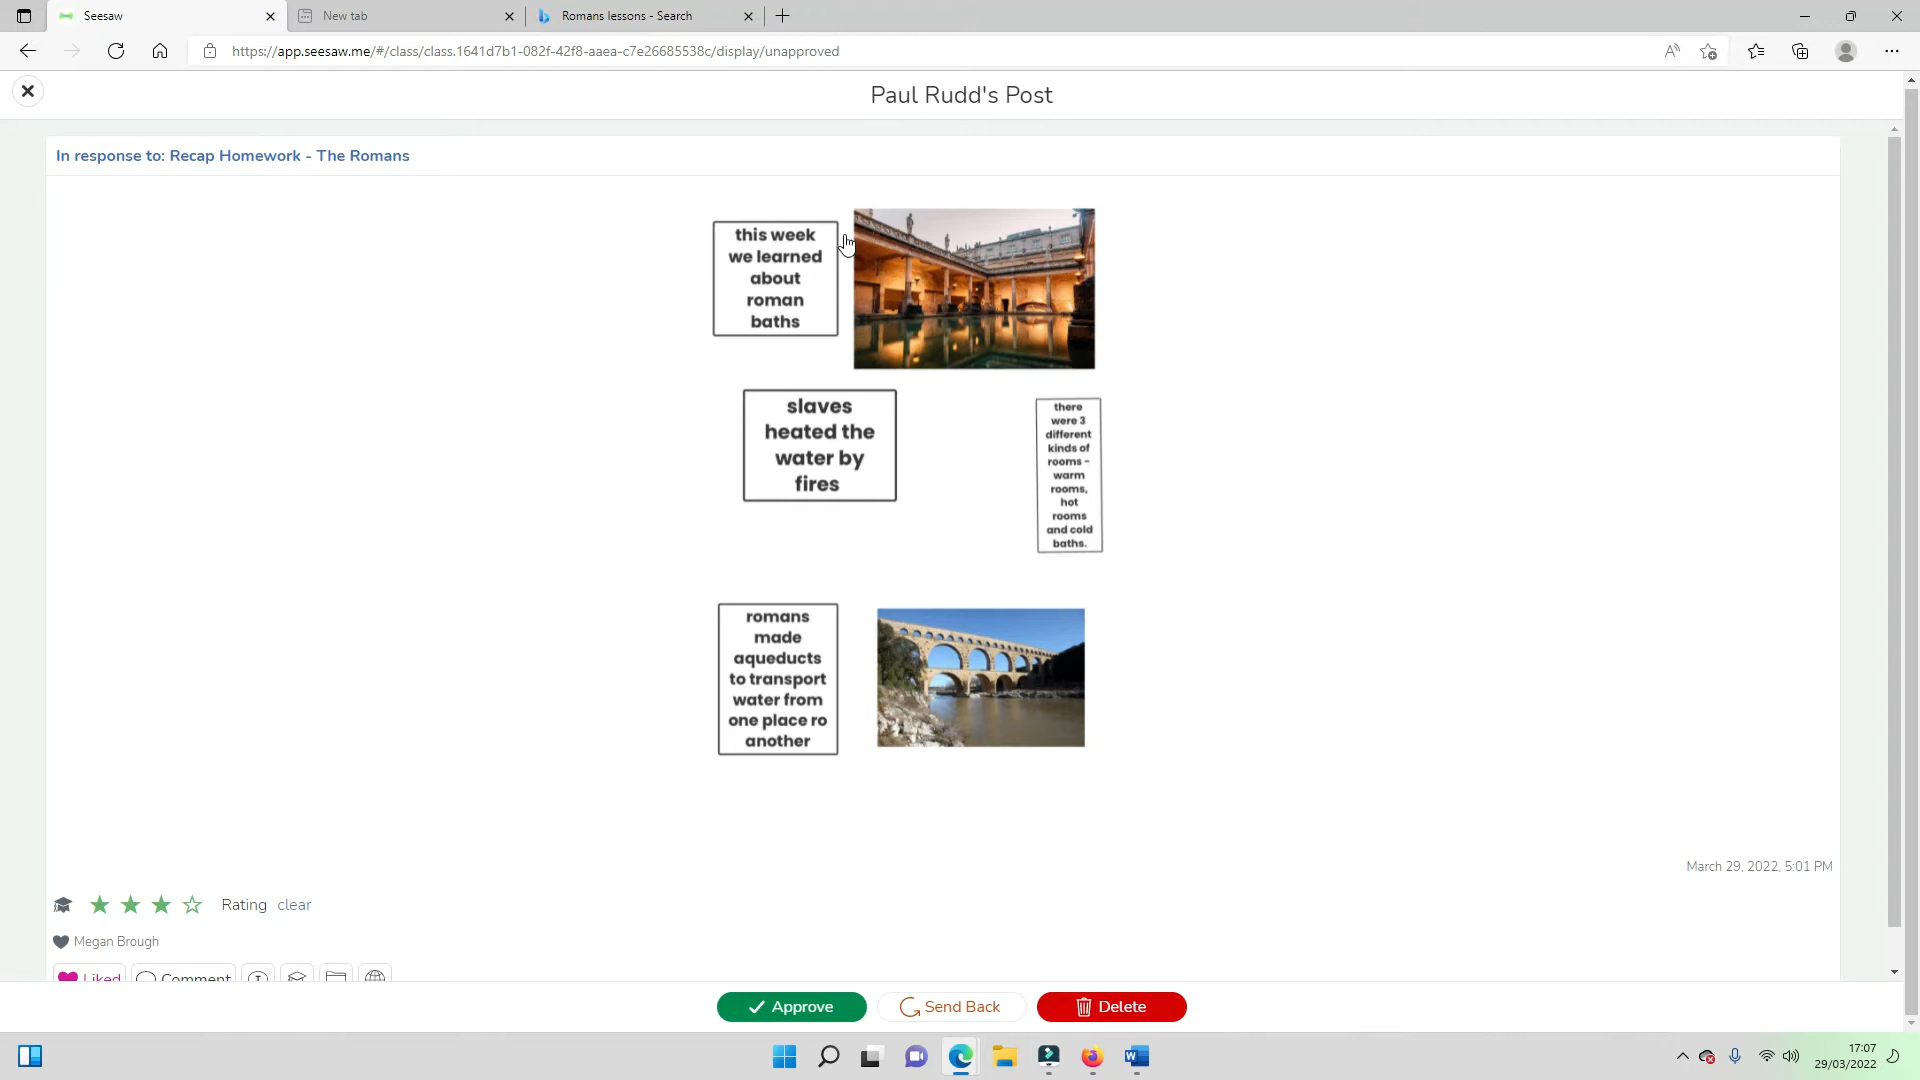 Seesaw
New tab
Romans lessons - Search
https://app.seesaw.me/#/class/class.1641d7b1-082f-42f8-aaea-c7e26685538c/display/unapproved
Paul Rudd's Post
In response to: Recap Homework - The Romans
this week
we learned
about
roman
baths
slaves
heated the
water by
fires
there
were 3
different
kinds of
rooms -
warm
rooms,
hot
rooms
and cold
baths.
romans
made
aqueducts
to transport
water from
one place ro
another
March 29, 2022, 5:01 PM
Rating clear
Megan Brough
Liked Comment
Approve Send Back Delete
17:07
29/03/2022